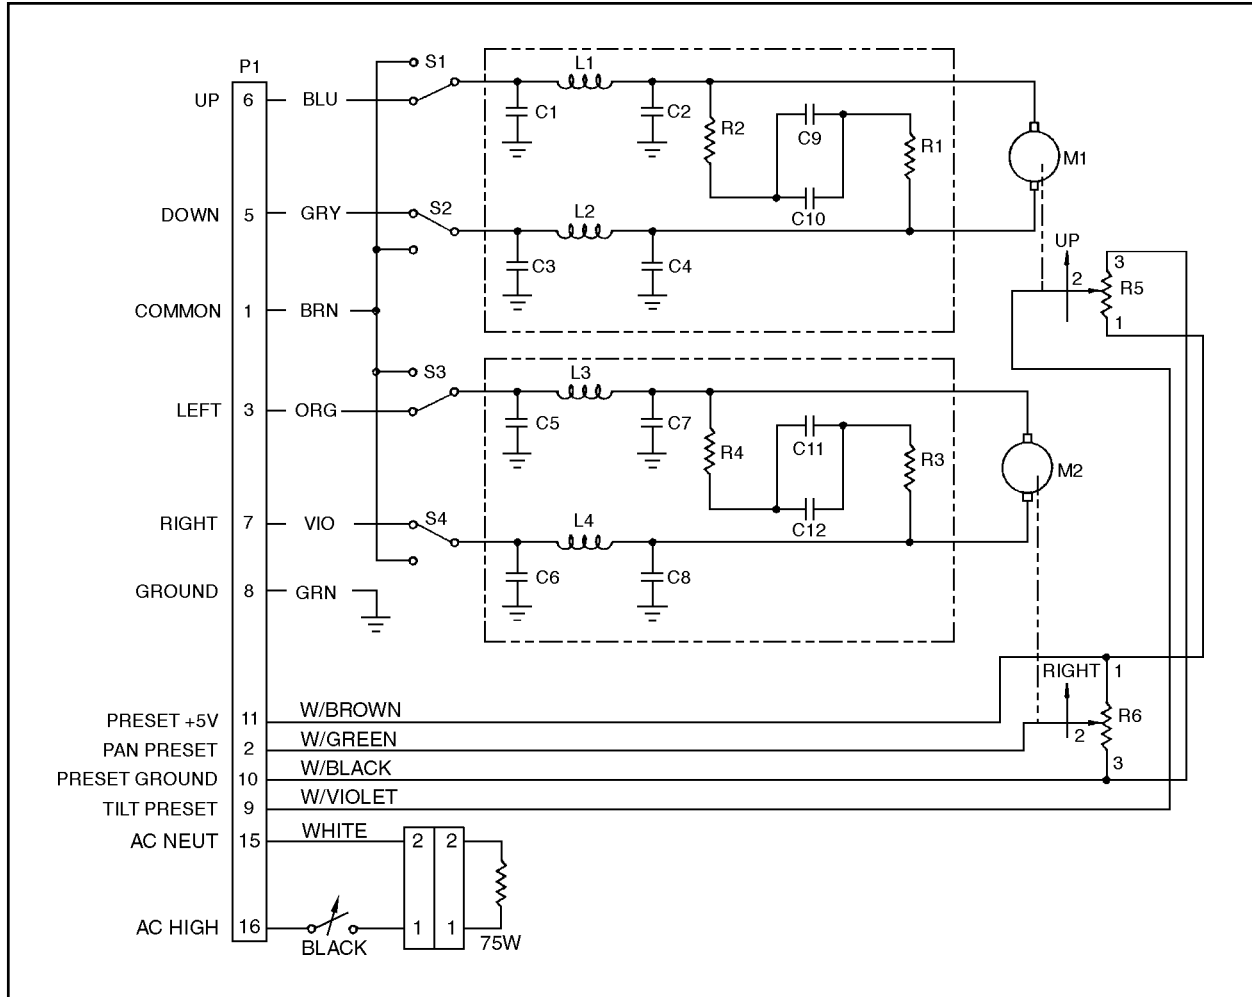 P1
S1
L1
UP 6 BLU
C1 C2 R2 C9 R1
M1
C10
DOWN 5 GRY S2 L2
C3 C4
UP
3
2 R5
1
COMMON 1 BRN
S3 L3
LEFT 3 ORG
C5 C7 R4 C11 R3
M2
C12
RIGHT 7 VIO S4 L4
C6 C8
GROUND 8 GRN
RIGHT 1
R6
2
3
PRESET +5V 11 W/BROWN
PAN PRESET 2 W/GREEN
PRESET GROUND 10 W/BLACK
TILT PRESET 9 W/VIOLET
AC NEUT 15 WHITE 2 2
AC HIGH 16 BLACK 1 1 75W